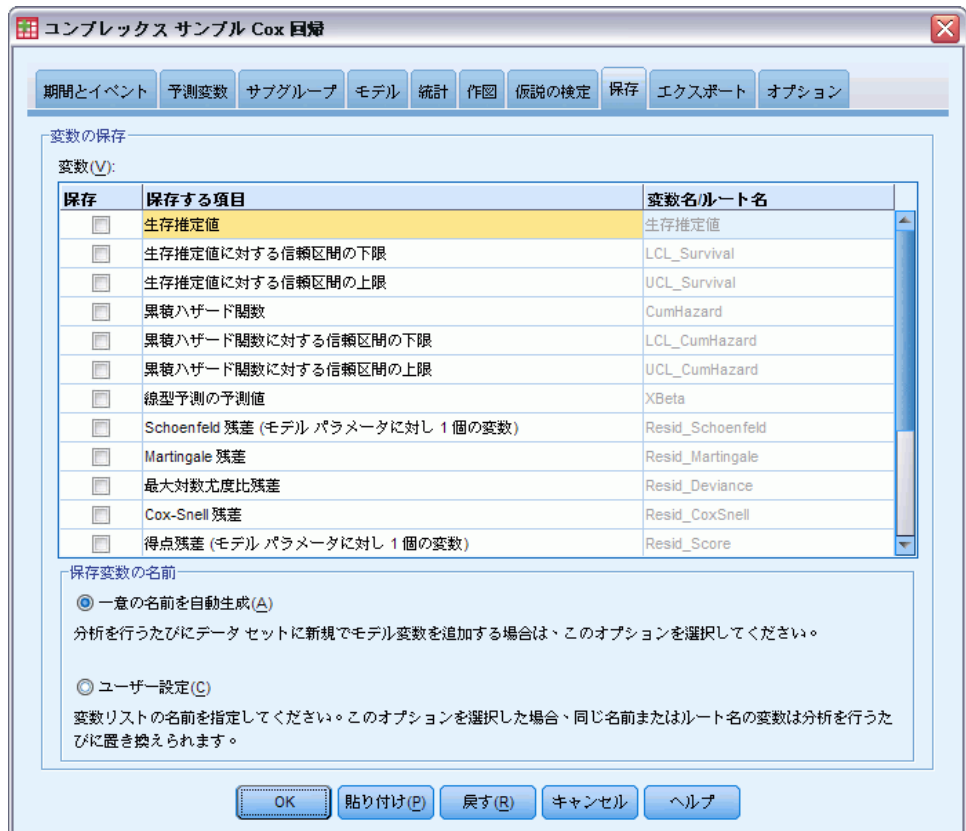 コンプレックス サンプル Cox 回帰
期間とイベント 予測変数 サブグループ モデル 統計 作図 仮説の検定 保存 エクスポート オプション
変数の保存
変数(V):
保存 保存する項目 変数名/ルート名
生存推定値 生存推定値
生存推定値に対する信頼区間の下限 LCL_Survival
生存推定値に対する信頼区間の上限 UCL_Survival
累積ハザード関数 CumHazard
累積ハザード関数に対する信頼区間の下限 LCL_CumHazard
累積ハザード関数に対する信頼区間の上限 UCL_CumHazard
線型予測の予測値 XBeta
Schoenfeld 残差 (モデル パラメータに対し 1 個の変数) Resid_Schoenfeld
Martingale 残差 Resid_Martingale
最大対数尤度比残差 Resid_Deviance
Cox-Snell 残差 Resid_CoxSnell
得点残差 (モデル パラメータに対し 1 個の変数) Resid_Score
保存変数の名前
一意の名前を自動生成(A)
分析を行うたびにデータ セットに新規でモデル変数を追加する場合は、このオプションを選択してください。
ユーザー設定(C)
変数リストの名前を指定してください。このオプションを選択した場合、同じ名前またはルート名の変数は分析を行うた
びに置き換えられます。
OK 貼り付け(P) 戻す(R) キャンセル ヘルプ